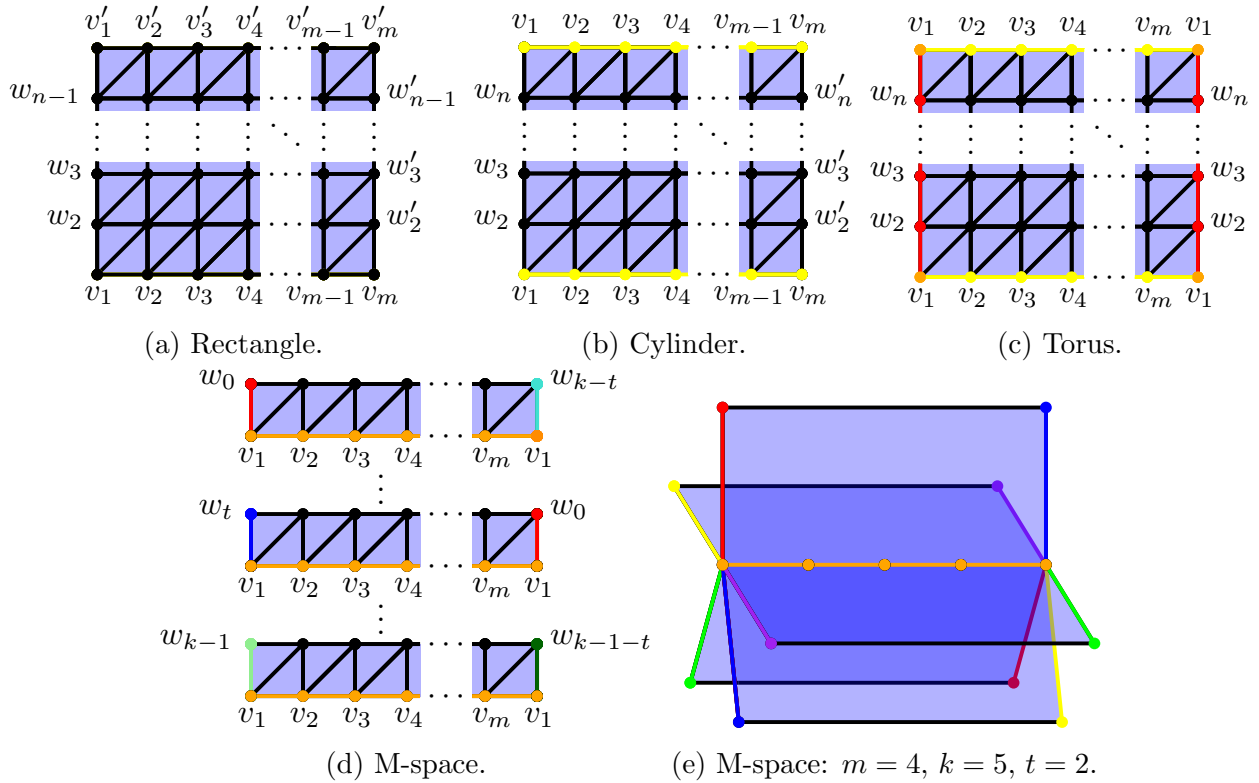 v′₁ v′₂ v′₃ v′₄ v′ₘ₋₁ v′ₘ
wₙ₋₁ w′ₙ₋₁
w₃ · · · w′₃
w₂ w′₂
v₁ v₂ v₃ v₄ vₘ₋₁ vₘ
(a) Rectangle.
v₁ v₂ v₃ v₄ vₘ₋₁ vₘ
wₙ w′ₙ
w₃ · · · w′₃
w₂ w′₂
v₁ v₂ v₃ v₄ vₘ₋₁ vₘ
(b) Cylinder.
v₁ v₂ v₃ v₄ vₘ v₁
wₙ wₙ
w₃ · · · w₃
w₂ w₂
v₁ v₂ v₃ v₄ vₘ v₁
(c) Torus.
w₀ · · · wₖ₋ₜ
v₁ v₂ v₃ v₄ vₘ v₁
wₜ · · · w₀
v₁ v₂ v₃ v₄ vₘ v₁
wₖ₋₁ · · · wₖ₋₁₋ₜ
v₁ v₂ v₃ v₄ vₘ v₁
(d) M-space.
(e) M-space: m = 4, k = 5, t = 2.